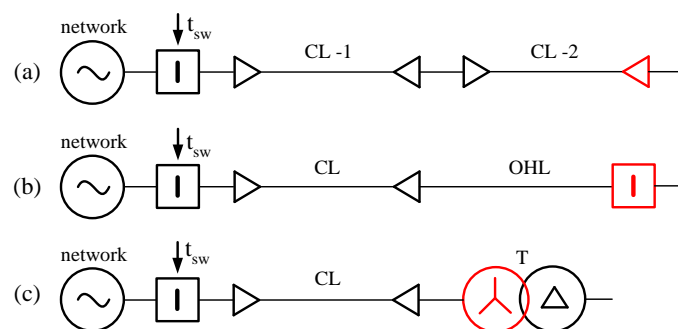 network t_sw
(a) CL -1 CL -2
network t_sw
(b) CL OHL
network t_sw
(c) CL T